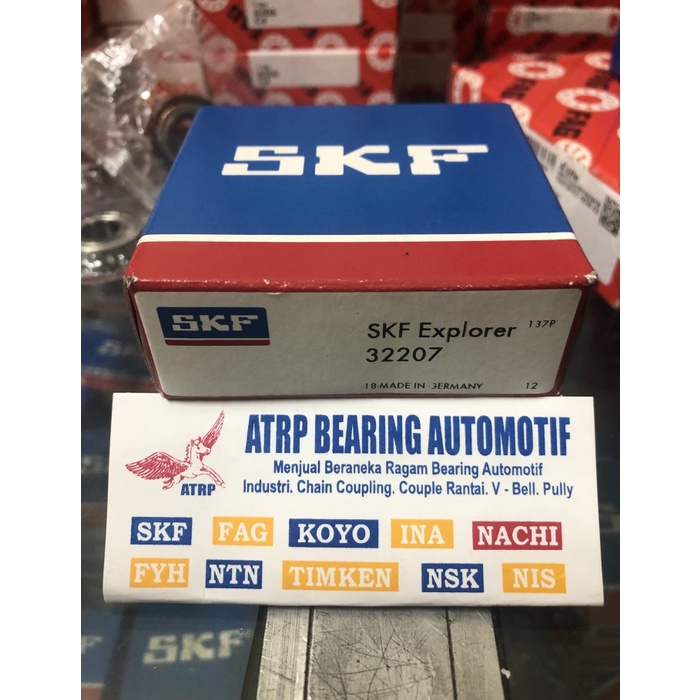 SKF
FAG
FAG
SKF
SKF Explorer
137P
32207
18-MADE IN GERMANY
12
ATRP BEARING AUTOMOTIF
Menjual Beraneka Ragam Bearing Automotif
Industri. Chain Coupling. Couple Rantai. V - Bell. Pully
ATRP
SKF FAG KOYO INA NACHI
FYH NTN TIMKEN NSK NIS
SKF